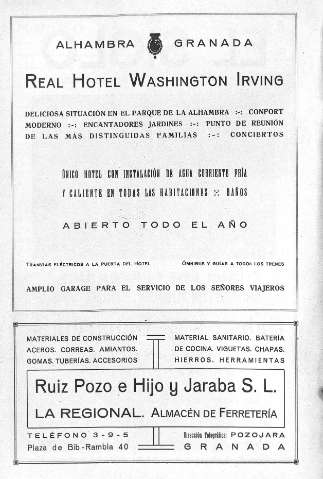 ALHAMBRA GRANADA
REAL HOTEL WASHINGTON IRVING
DELICIOSA SITUACIÓN EN EL PARQUE DE LA ALHAMBRA :-: CONFORT
MODERNO :-: ENCANTADORES JARDINES :-: PUNTO DE REUNIÓN
DE LAS MAS DISTINGUIDAS FAMILIAS :-: CONCIERTOS
ÚNICO HOTEL CON INSTALACIÓN DE AGUA CORRIENTE FRÍA
Y CALIENTE EN TODAS LAS HABITACIONES :: BAÑOS
ABIERTO TODO EL AÑO
TRANVIAS ELÉCTRICOS A LA PUERTA DEL HOTEL OMNIBUS Y GUIAS A TODOS LOS TRENES
AMPLIO GARAGE PARA EL SERVICIO DE LOS SEÑORES VIAJEROS
MATERIALES DE CONSTRUCCIÓN
ACEROS. CORREAS. AMIANTOS.
GOMAS. TUBERÍAS. ACCESORIOS
MATERIAL SANITARIO. BATERÍA
DE COCINA. VIGUETAS. CHAPAS.
HIERROS. HERRAMIENTAS
Ruiz Pozo e Hijo y Jaraba S. L.
LA REGIONAL. ALMACÉN DE FERRETERÍA
TELÉFONO 3-9-5
Plaza de Bib-Rambla 40
Dirección Telegráfica: POZOJARA
GRANADA